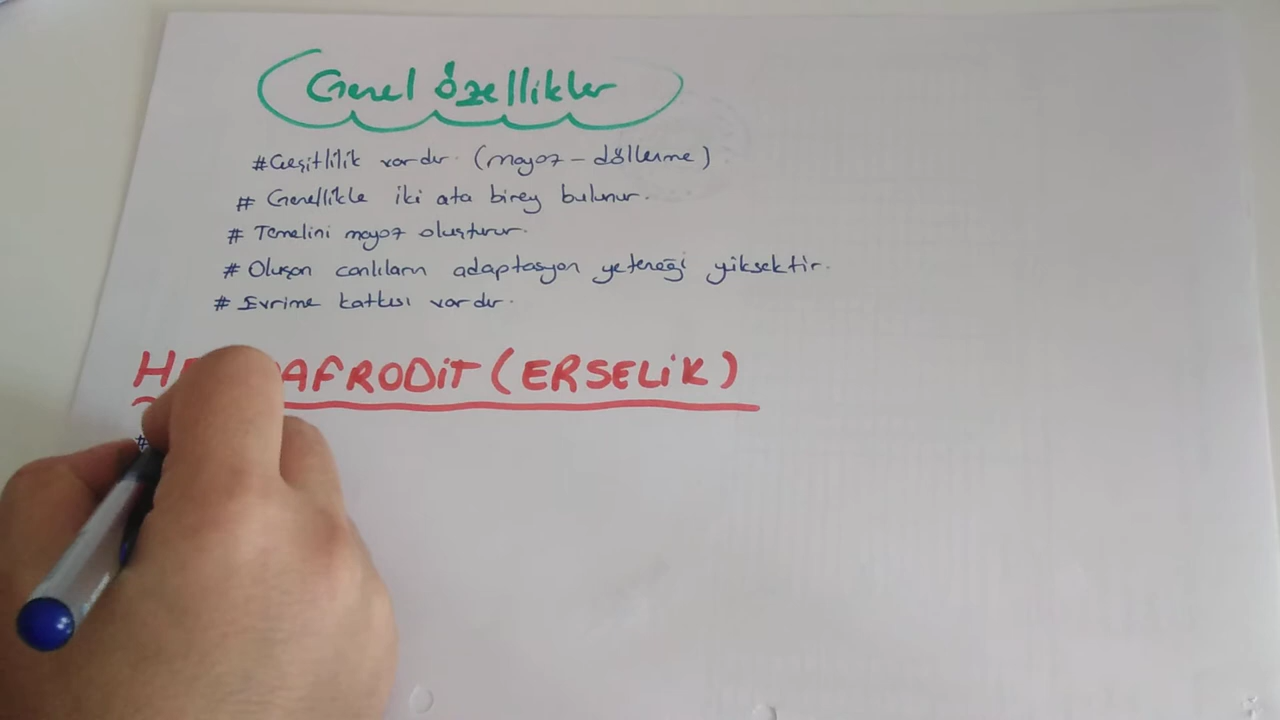 Genel özellikler
#Çeşitlilik vardır. (mayoz - döllenme)
# Genellikle iki ata birey bulunur.
# Temelini mayoz oluşturur.
# Oluşan canlıların adaptasyon yeteneği yüksektir.
# Evrime katkısı vardır.
(ERSELİK)
#